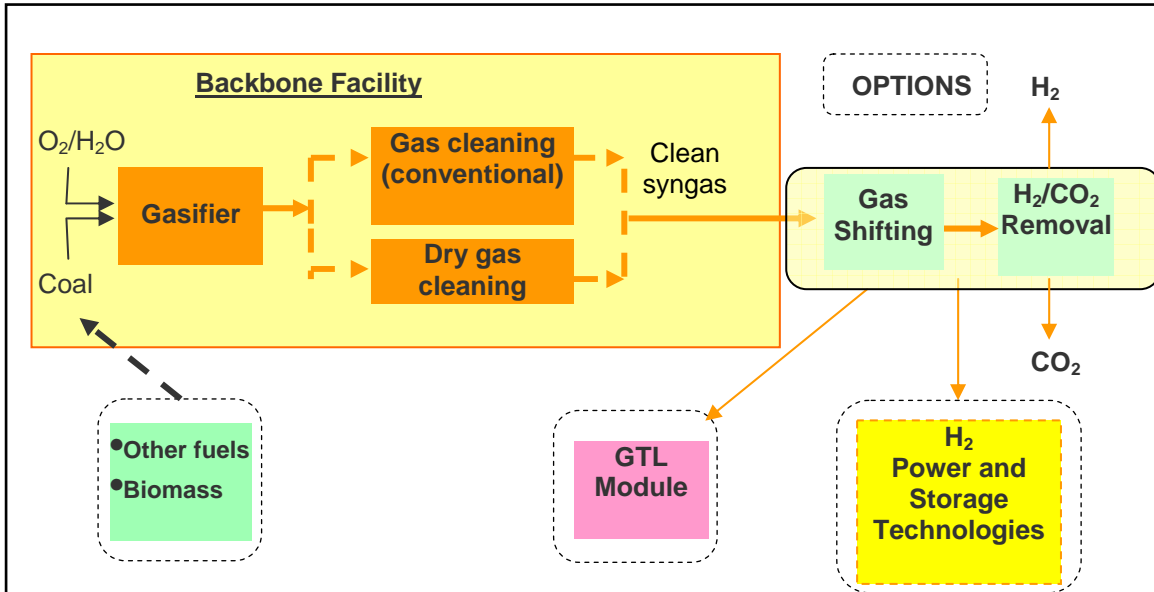 Backbone Facility
OPTIONS
H₂
O₂/H₂O
Gas cleaning
(conventional)
Clean
syngas
Gasifier
Gas
Shifting
H₂/CO₂
Removal
Dry gas
cleaning
Coal
CO₂
•Other fuels
•Biomass
GTL
Module
H₂
Power and
Storage
Technologies